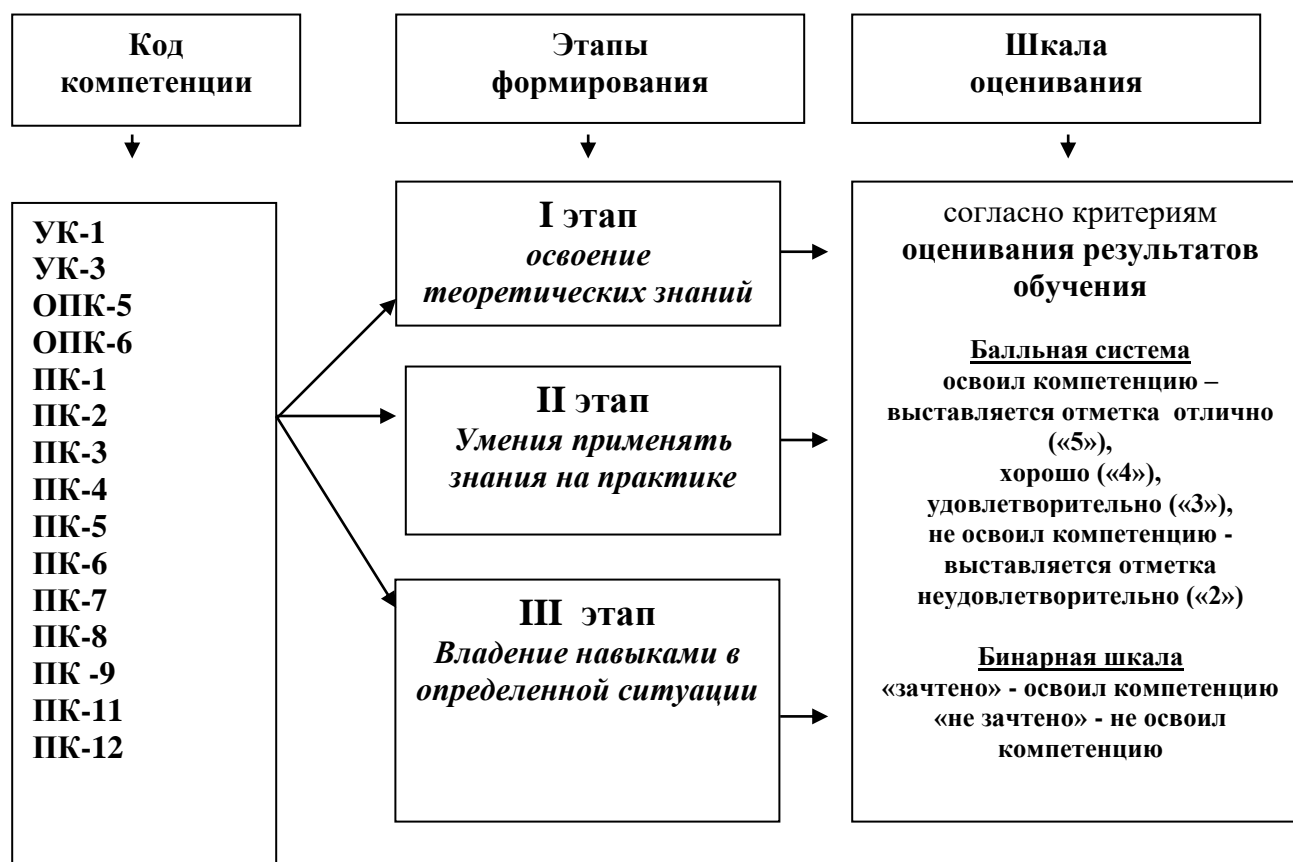 Код
компетенции
Этапы
формирования
Шкала
оценивания
УК-1
УК-3
ОПК-5
ОПК-6
ПК-1
ПК-2
ПК-3
ПК-4
ПК-5
ПК-6
ПК-7
ПК-8
ПК -9
ПК-11
ПК-12
I этап
освоение
теоретических знаний
II этап
Умения применять
знания на практике
III этап
Владение навыками в
определенной ситуации
согласно критериям
оценивания результатов
обучения
Балльная система
освоил компетенцию –
выставляется отметка отлично
(«5»),
хорошо («4»),
удовлетворительно («3»),
не освоил компетенцию -
выставляется отметка
неудовлетворительно («2»)
Бинарная шкала
«зачтено» - освоил компетенцию
«не зачтено» - не освоил
компетенцию